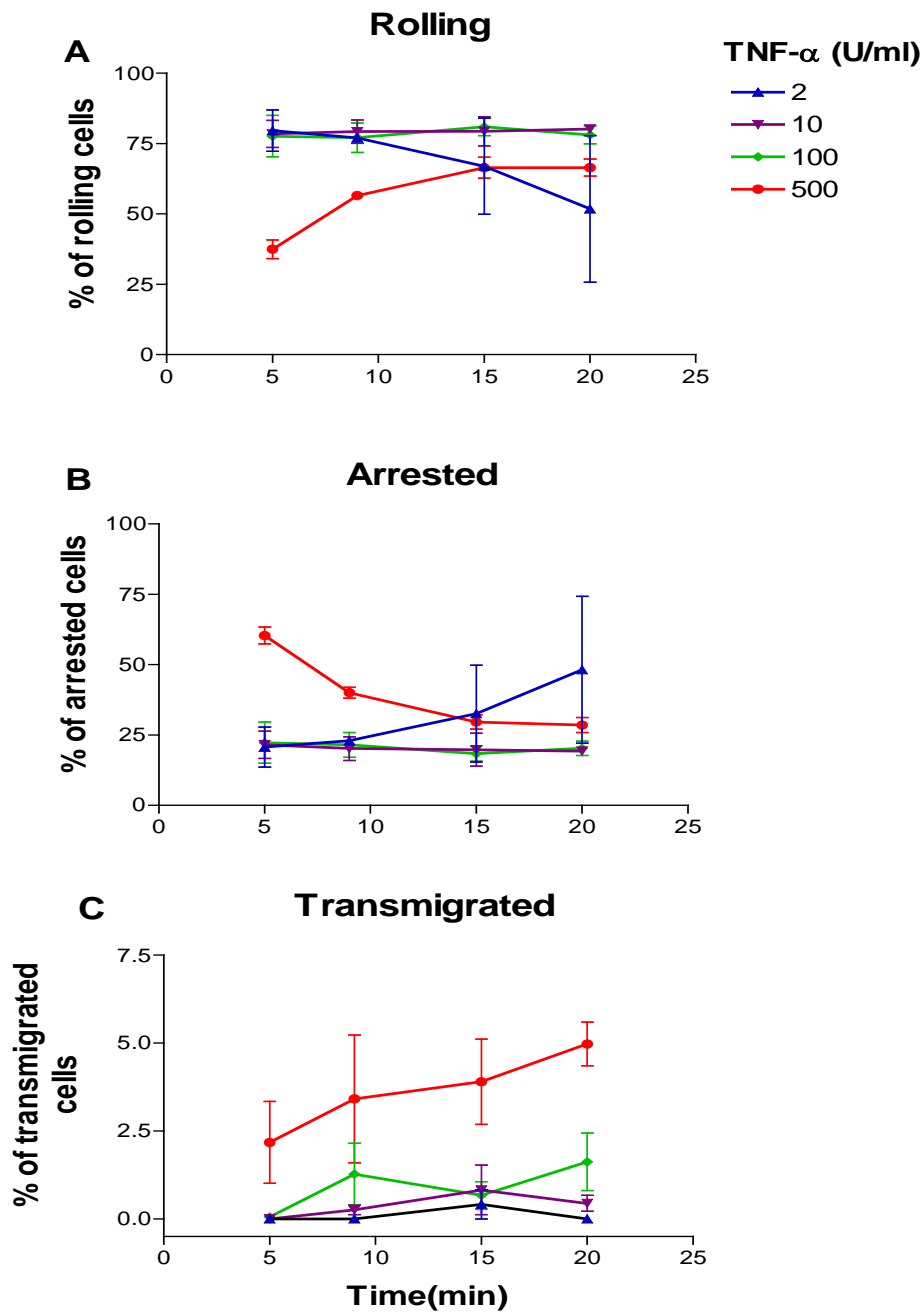 Rolling
A
TNF-α (U/ml)
2
10
100
500
% of rolling cells
100
75
50
25
0
0 5 10 15 20 25
B
Arrested
% of arrested cells
100
75
50
25
0
0 5 10 15 20 25
C
Transmigrated
% of transmigrated
cells
7.5
5.0
2.5
0.0
0 5 10 15 20 25
Time(min)